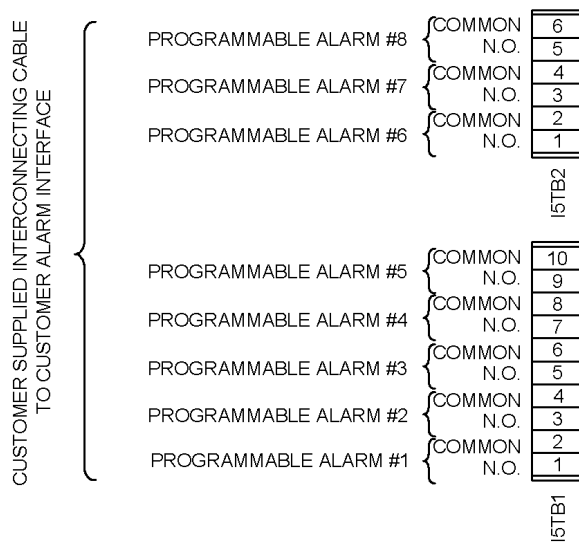 CUSTOMER SUPPLIED INTERCONNECTING CABLE
TO CUSTOMER ALARM INTERFACE
PROGRAMMABLE ALARM #8
COMMON 6
N.O. 5
PROGRAMMABLE ALARM #7
COMMON 4
N.O. 3
PROGRAMMABLE ALARM #6
COMMON 2
N.O. 1
I5TB2
PROGRAMMABLE ALARM #5
COMMON 10
N.O. 9
PROGRAMMABLE ALARM #4
COMMON 8
N.O. 7
PROGRAMMABLE ALARM #3
COMMON 6
N.O. 5
PROGRAMMABLE ALARM #2
COMMON 4
N.O. 3
PROGRAMMABLE ALARM #1
COMMON 2
N.O. 1
I5TB1